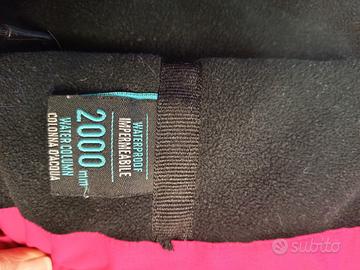 WATERPROOF
IMPERMEABILE
2000 mm
WATER COLUMN
COLONNA D'ACQUA
subito